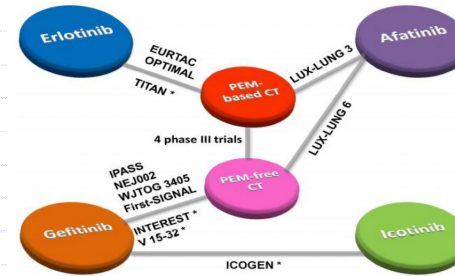 Erlotinib
Afatinib
EURTAC
OPTIMAL
TITAN *
PEM-
based CT
LUX-LUNG 3
4 phase III trials
LUX-LUNG 6
IPASS
NEJ002
WJTOG 3405
First-SIGNAL
PEM-free
CT
Gefitinib
INTEREST *
V 15-32 *
Icotinib
ICOGEN *